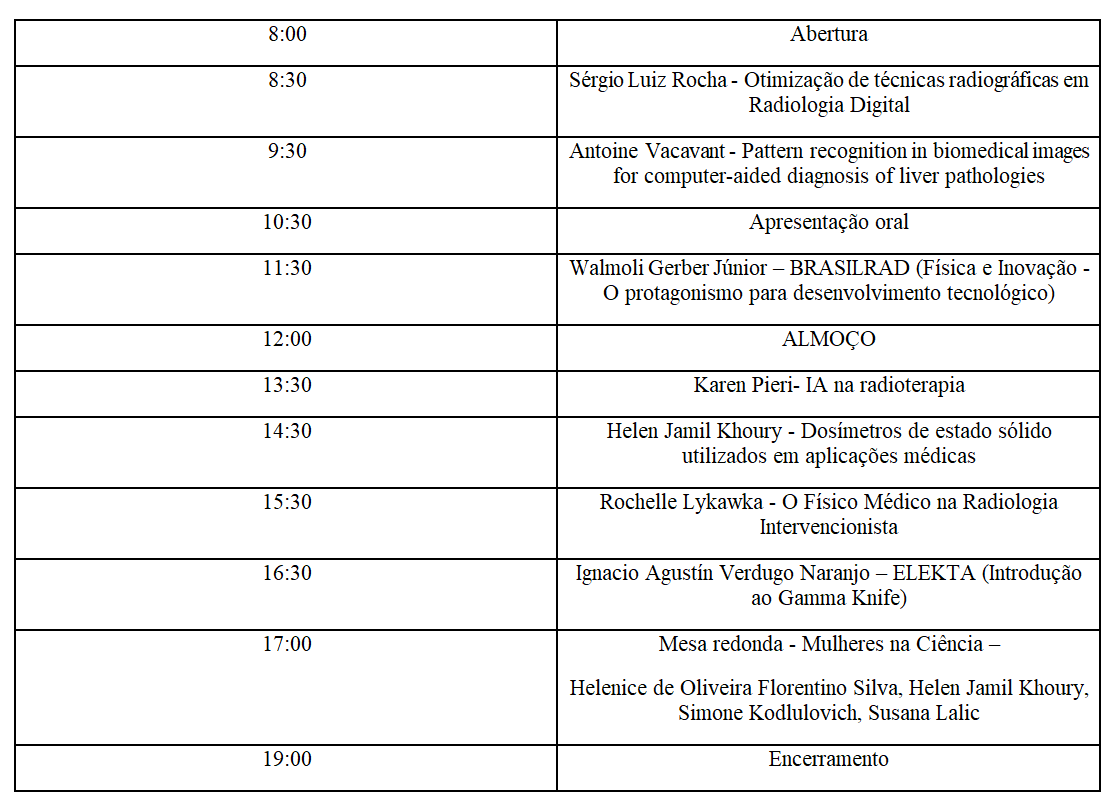 8:00
Abertura
8:30
Sérgio Luiz Rocha - Otimização de técnicas radiográficas em
Radiologia Digital
9:30
Antoine Vacavant - Pattern recognition in biomedical images
for computer-aided diagnosis of liver pathologies
10:30
Apresentação oral
11:30
Walmoli Gerber Júnior – BRASILRAD (Física e Inovação -
O protagonismo para desenvolvimento tecnológico)
12:00
ALMOÇO
13:30
Karen Pieri- IA na radioterapia
14:30
Helen Jamil Khoury - Dosímetros de estado sólido
utilizados em aplicações médicas
15:30
Rochelle Lykawka - O Físico Médico na Radiologia
Intervencionista
16:30
Ignacio Agustín Verdugo Naranjo – ELEKTA (Introdução
ao Gamma Knife)
17:00
Mesa redonda - Mulheres na Ciência –
Helenice de Oliveira Florentino Silva, Helen Jamil Khoury,
Simone Kodlulovich, Susana Lalic
19:00
Encerramento